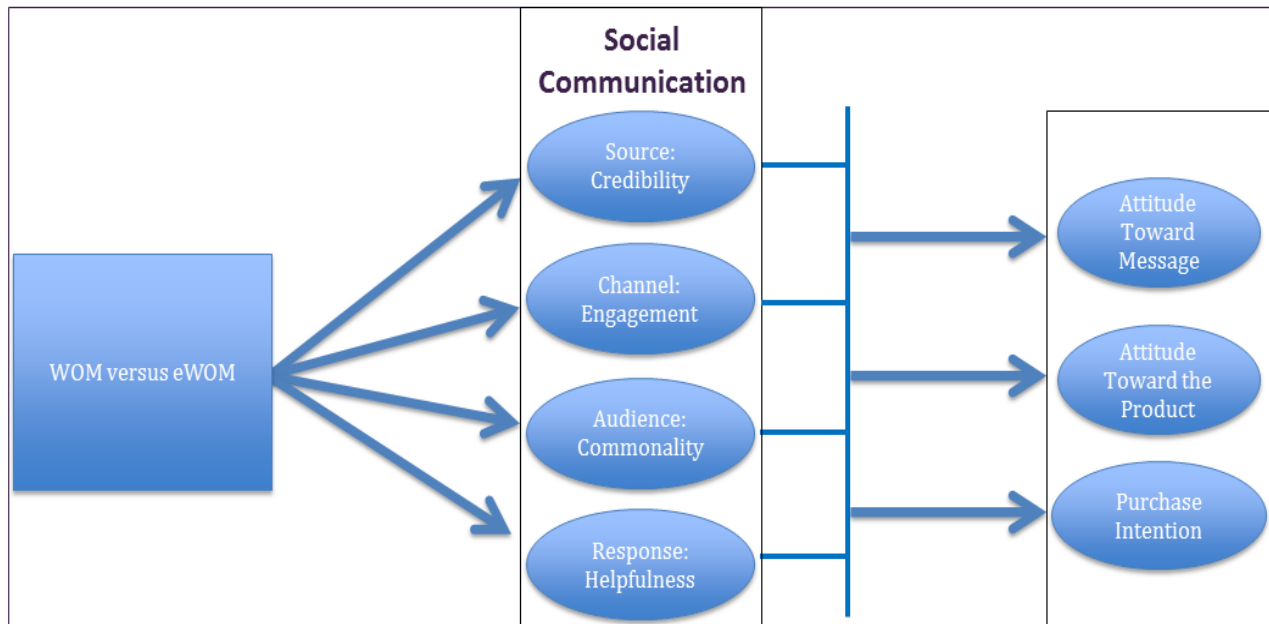 Social
Communication
Source:
Credibility
Channel:
Engagement
Audience:
Commonality
Response:
Helpfulness
WOM versus eWOM
Attitude
Toward
Message
Attitude
Toward the
Product
Purchase
Intention